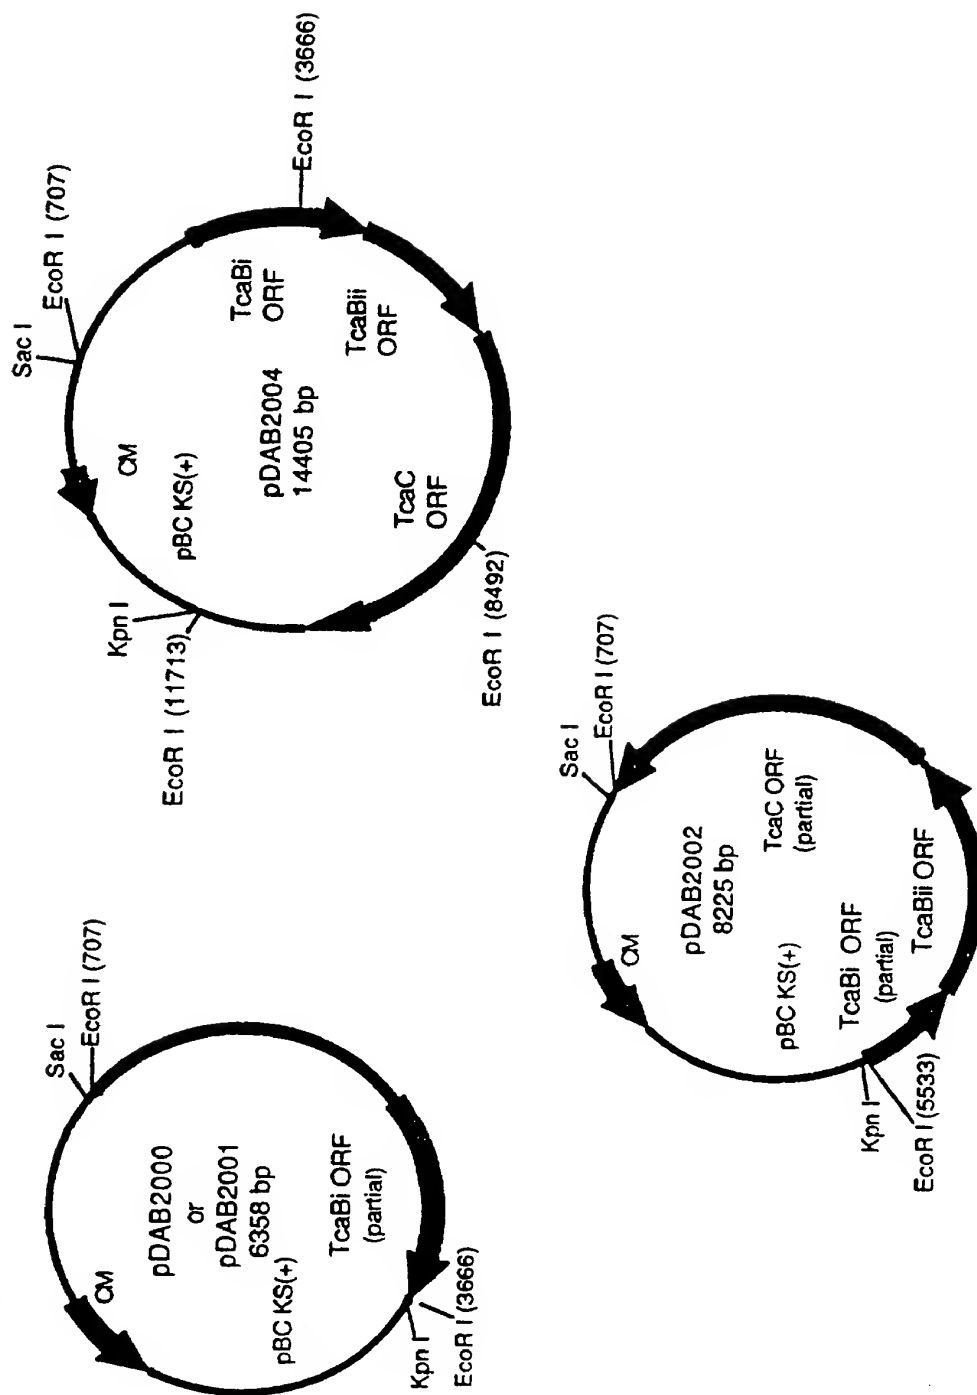 Sac I
EcoR I (707)
CM
pDAB2000
or
pDAB2001
6358 bp
pBC KS(+)
TcaBi ORF
(partial)
Kpn I
EcoR I (3666)
Sac I
EcoR I (707)
CM
pBC KS(+)
EcoR I (3666)
TcaBi
ORF
TcaBii
ORF
pDAB2004
14405 bp
TcaC
ORF
Kpn I
EcoR I (11713)
EcoR I (8492)
Sac I
EcoR I (707)
CM
pDAB2002
8225 bp
TcaC ORF
(partial)
pBC KS(+)
TcaBi ORF
(partial)
TcaBii ORF
Kpn I
EcoR I (5533)